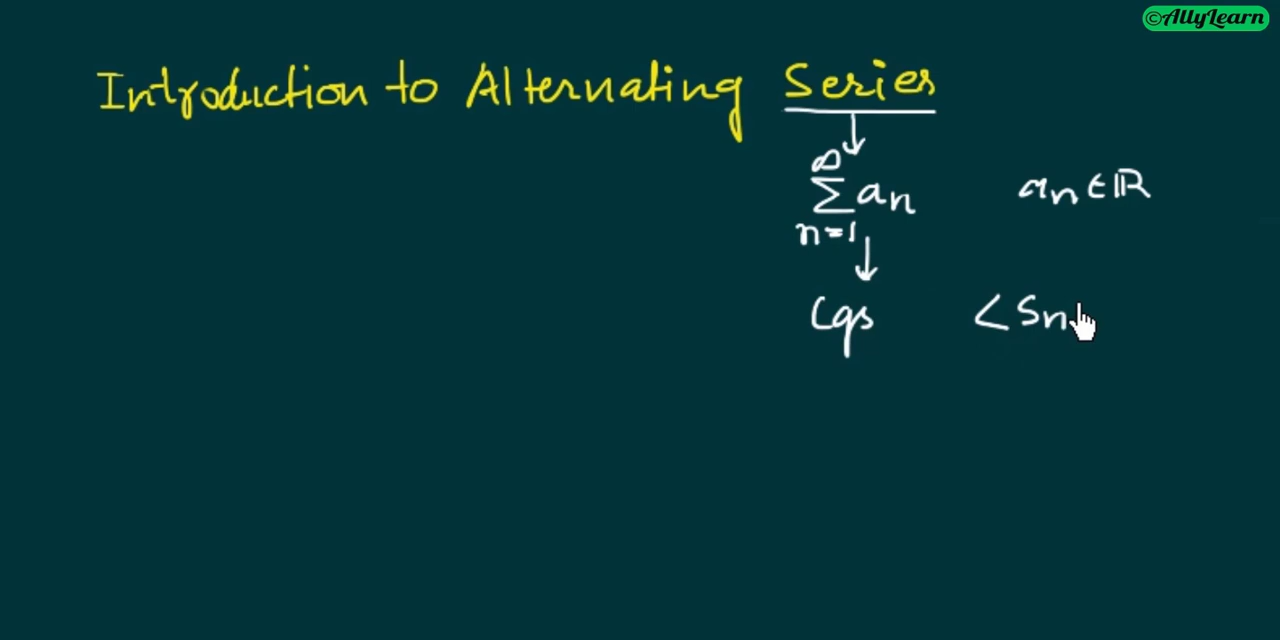 ©AllyLearn
Introduction to Alternating Series
∞
∑ an an ∈ ℝ
n=1
Cgs < Sn